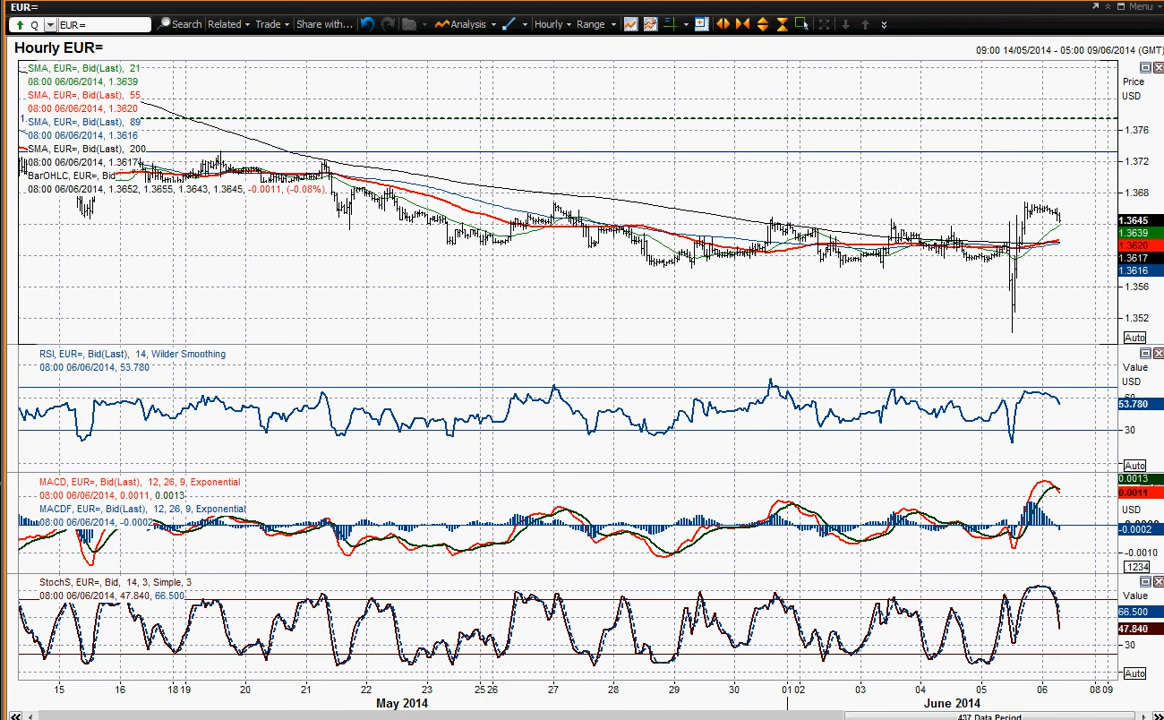 EUR=
Menu
Q EUR= Search Related Trade Share with... Analysis Hourly Range
Hourly EUR=
09:00 14/05/2014 - 05:00 09/06/2014 (GMT)
SMA, EUR=, Bid(Last), 21
08:00 06/06/2014, 1.3639
SMA, EUR=, Bid(Last), 55
08:00 06/06/2014, 1.3620
SMA, EUR=, Bid(Last), 89
08:00 06/06/2014, 1.3616
SMA, EUR=, Bid(Last), 200
08:00 06/06/2014, 1.3617
BarOHLC, EUR=, Bid
08:00 06/06/2014, 1.3652, 1.3655, 1.3643, 1.3645, -0.0011, (-0.08%)
Price
USD
1.376
1.372
1.368
1.3645
1.3639
1.3620
1.3617
1.3616
1.356
1.352
Auto
RSI, EUR=, Bid(Last), 14, Wilder Smoothing
08:00 06/06/2014, 53.780
Value
USD
53.780
30
Auto
MACD, EUR=, Bid(Last), 12, 26, 9, Exponential
08:00 06/06/2014, 0.0011, 0.0013
MACDF, EUR=, Bid(Last), 12, 26, 9, Exponential
08:00 06/06/2014, -0.0002
0.0013
0.0011
USD
-0.0002
-0.0010
.1234
StochS, EUR=, Bid, 14, 3, Simple, 3
08:00 06/06/2014, 47.840, 66.500
Value
USD
66.500
47.840
30
Auto
15 16 18 19 20 21 22 23 25 26 27 28 29 30 01 02 03 04 05 06 08 09
May 2014 June 2014
437 Data Period